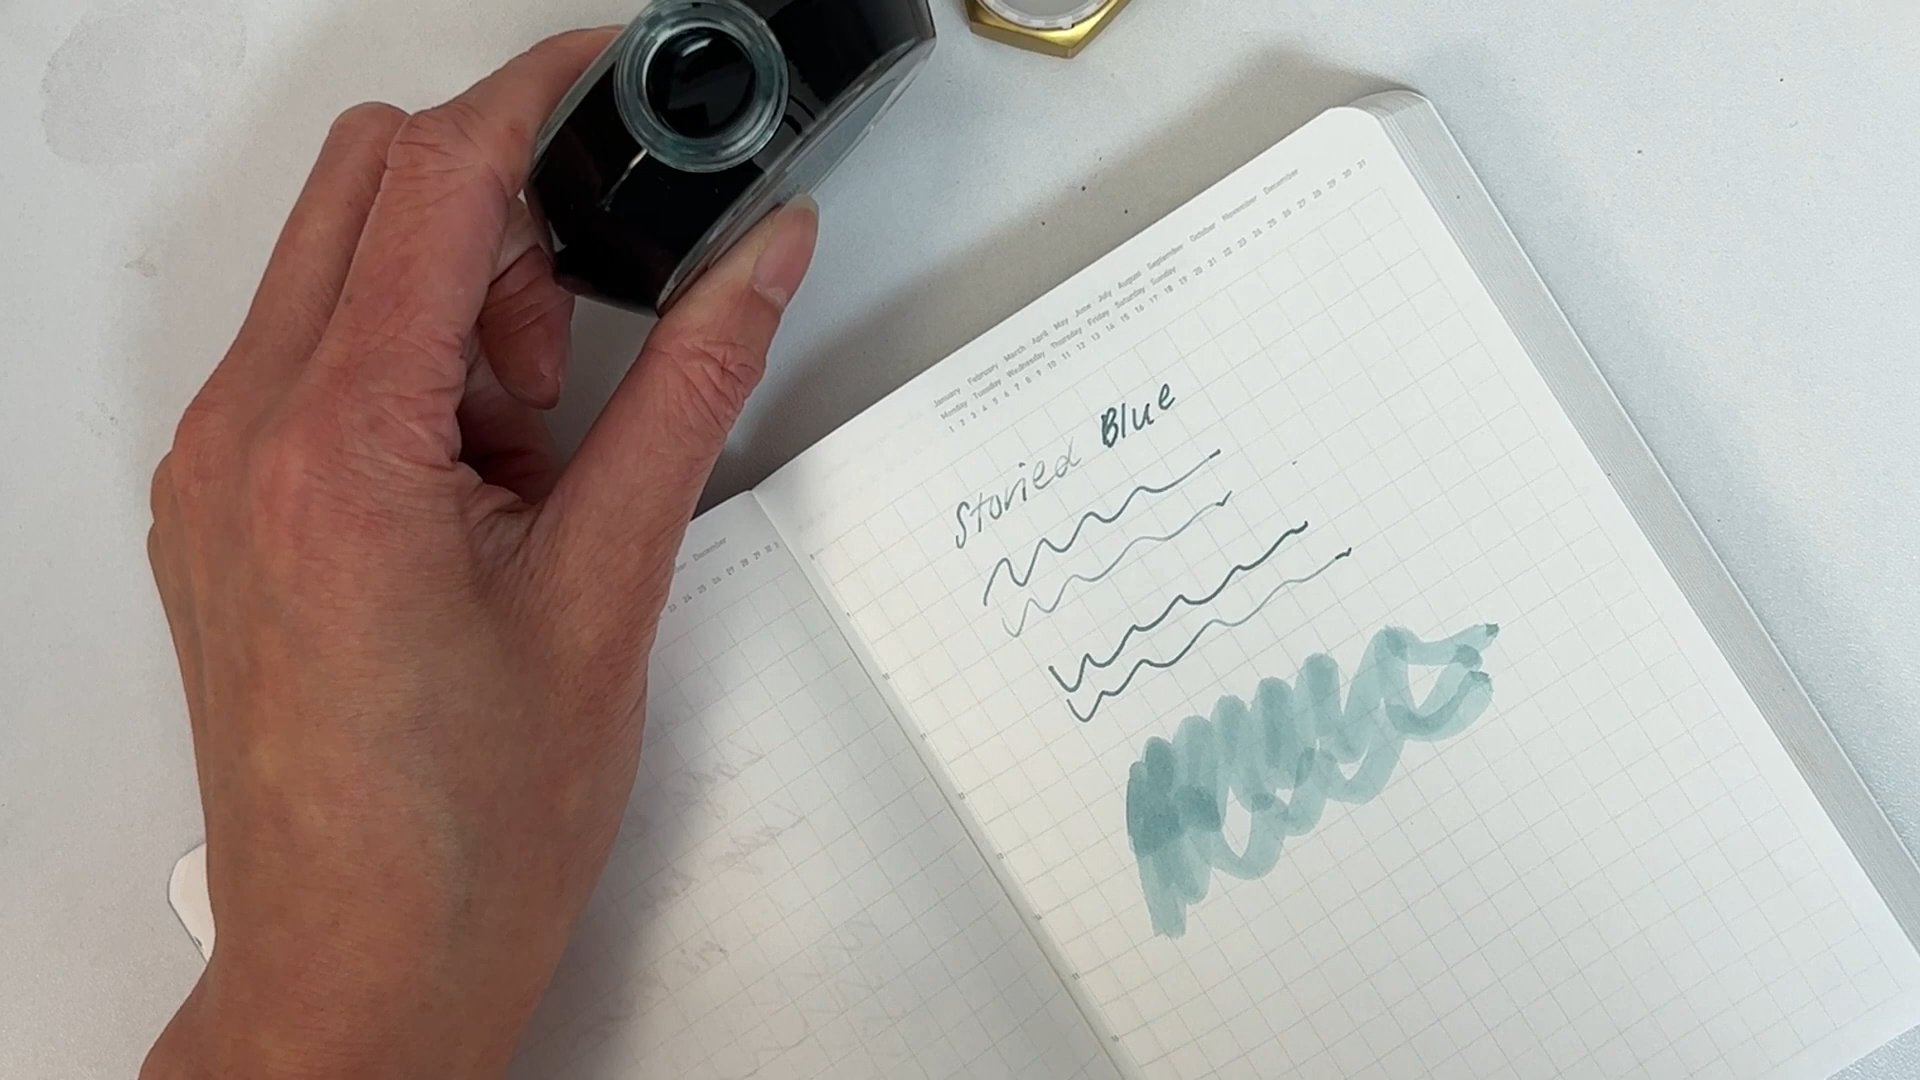 January February March April May June July August September October November December
Monday Tuesday Wednesday Thursday Friday Saturday Sunday
1 2 3 4 5 6 7 8 9 10 11 12 13 14 15 16 17 18 19 20 21 22 23 24 25 26 27 28 29 30 31
Storied Blue
December